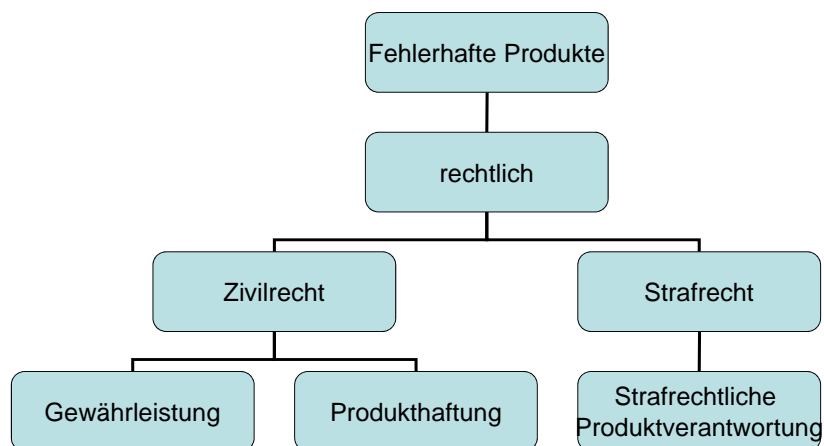 Fehlerhafte Produkte
rechtlich
Zivilrecht
Strafrecht
Gewährleistung
Produkthaftung
Strafrechtliche
Produktverantwortung